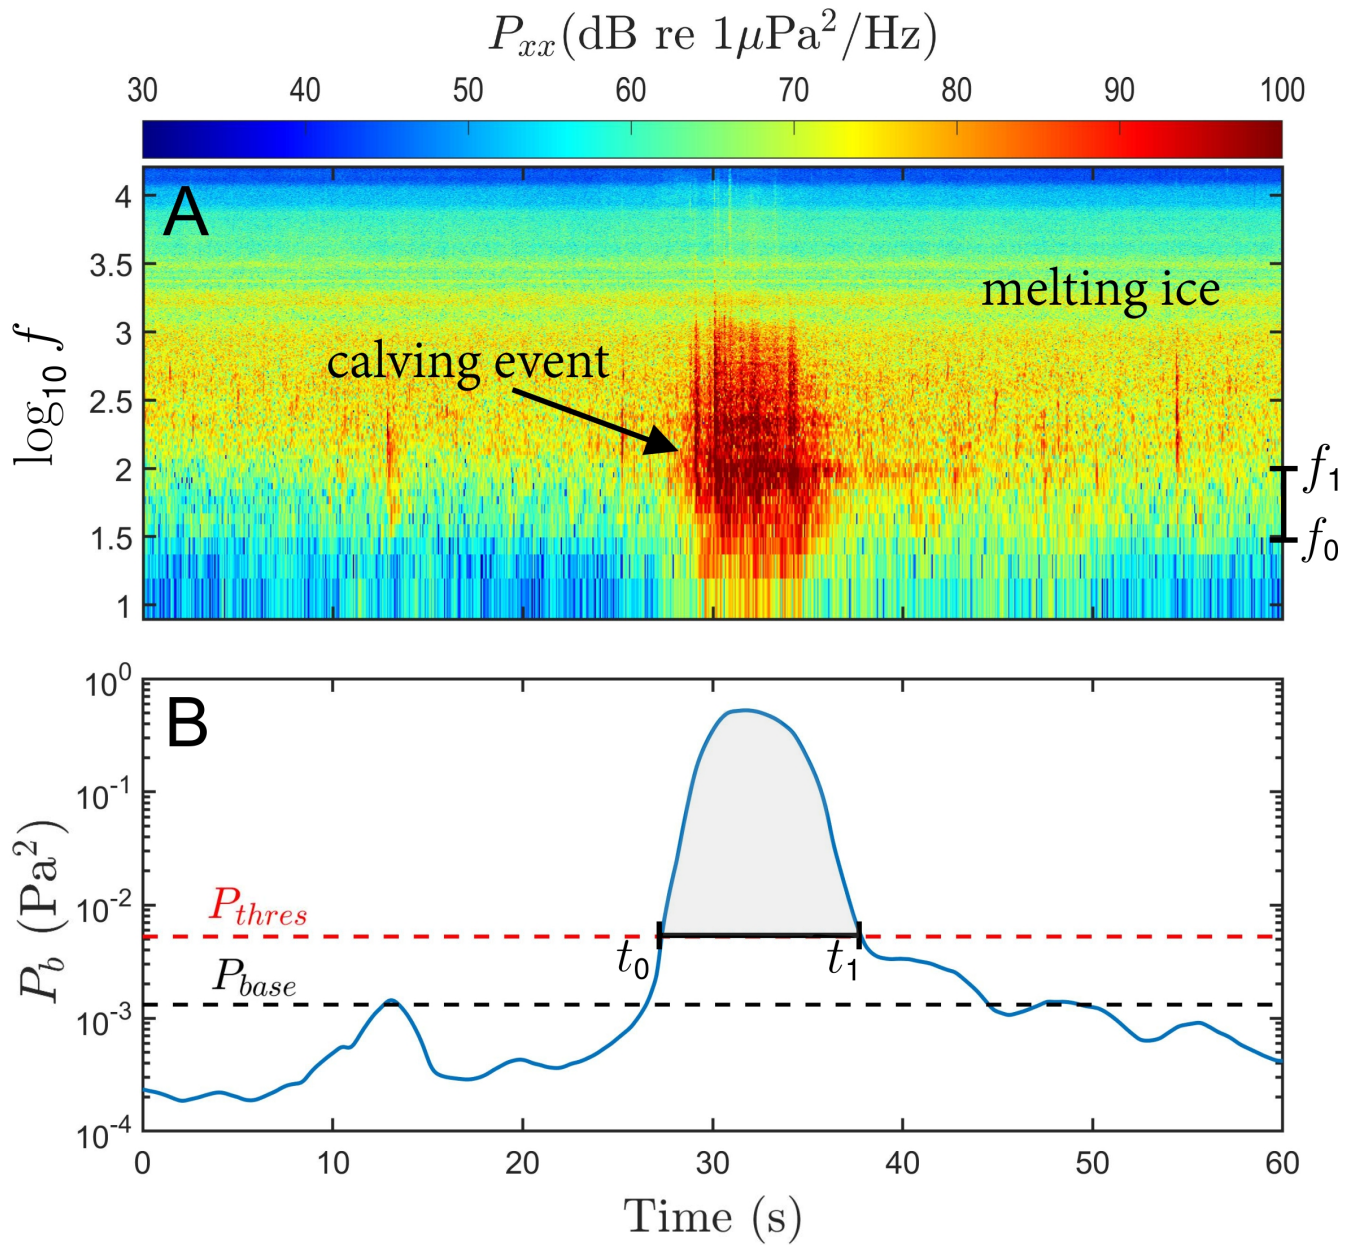 Pxx(dB re 1μPa²/Hz)
30 40 50 60 70 80 90 100
A
4
3.5
3
2.5
2
1.5
1
log₁₀ f
melting ice
calving event
f₁
f₀
B
10⁰
10⁻¹
10⁻²
10⁻³
10⁻⁴
P_b (Pa²)
P_thres
t₀ t₁
P_base
0 10 20 30 40 50 60
Time (s)